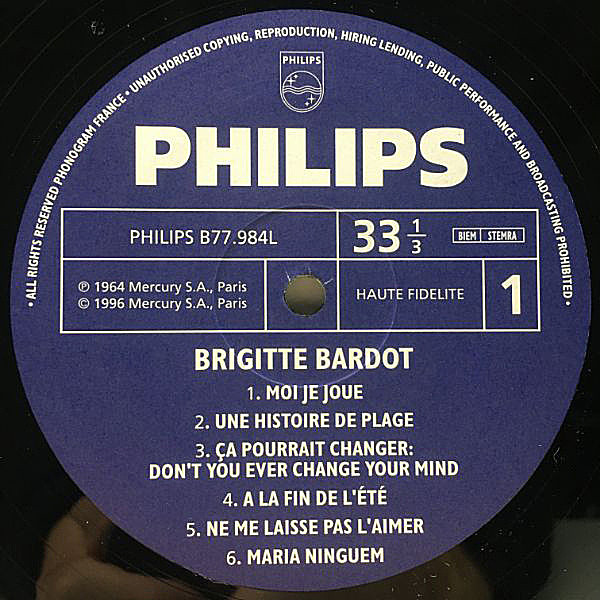 • ALL RIGHTS RESERVED PHONOGRAM FRANCE • UNAUTHORISED COPYING, REPRODUCTION, HIRING LENDING, PUBLIC PERFORMANCE AND BROADCASTING PROHIBITED •
PHILIPS
PHILIPS
PHILIPS B77.984L
33 1/3
BIEM STEMRA
℗ 1964 Mercury S.A., Paris
© 1996 Mercury S.A., Paris
HAUTE FIDELITE
1
BRIGITTE BARDOT
1. MOI JE JOUE
2. UNE HISTOIRE DE PLAGE
3. ÇA POURRAIT CHANGER:
DON'T YOU EVER CHANGE YOUR MIND
4. A LA FIN DE L'ÉTÉ
5. NE ME LAISSE PAS L'AIMER
6. MARIA NINGUEM